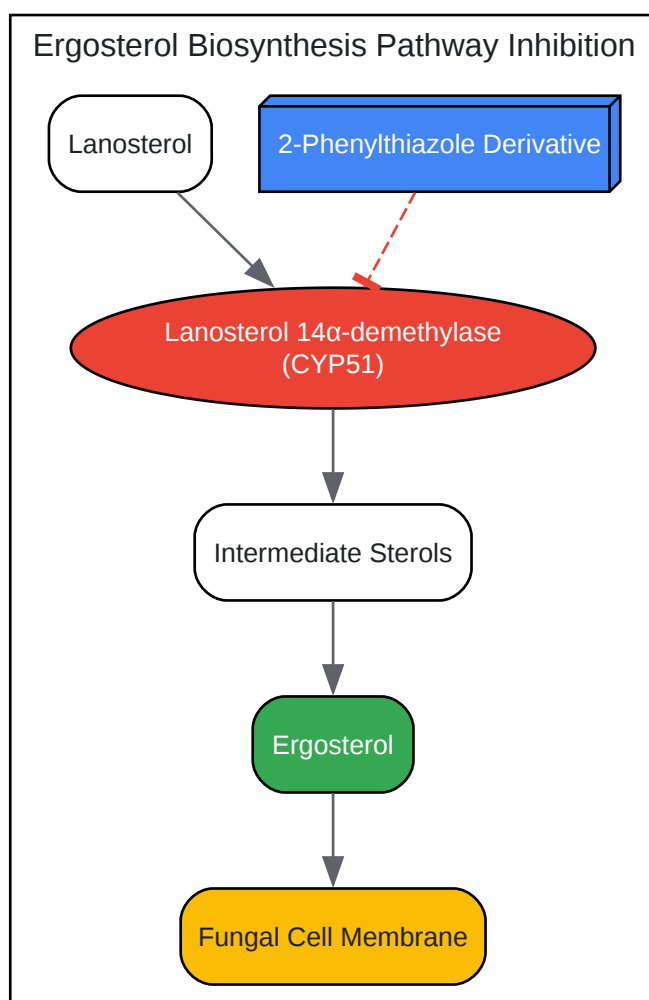 Ergosterol Biosynthesis Pathway Inhibition
Lanosterol
2-Phenylthiazole Derivative
Lanosterol 14α-demethylase
(CYP51)
Intermediate Sterols
Ergosterol
Fungal Cell Membrane